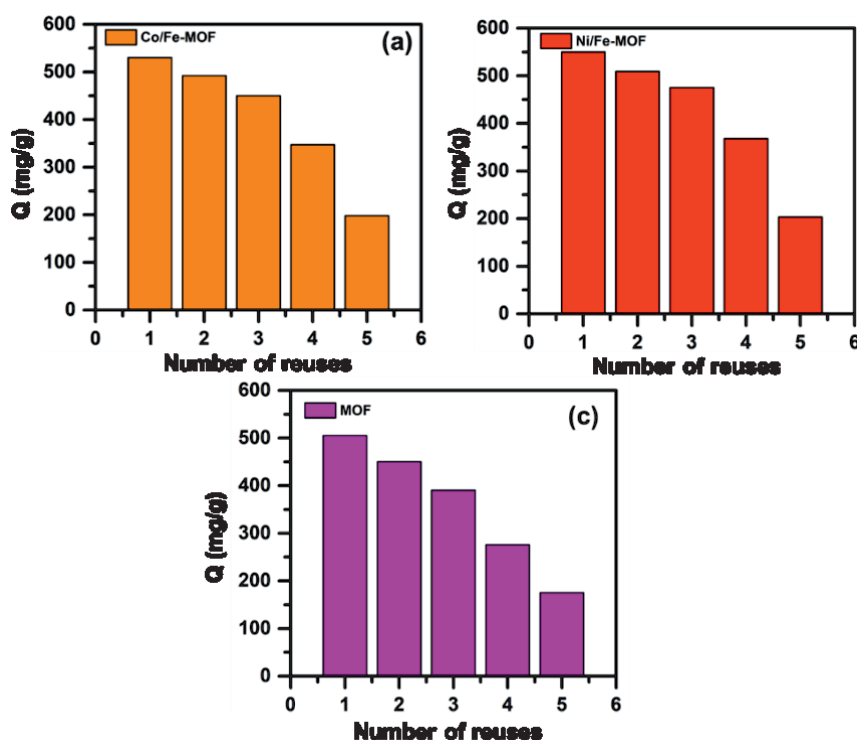 600
Co/Fe-MOF
(a)
500
400
300
200
100
0
Q (mg/g)
0 1 2 3 4 5 6
Number of reuses
600
Ni/Fe-MOF
500
400
300
200
100
0
Q (mg/g)
0 1 2 3 4 5 6
Number of reuses
600
MOF
(c)
500
400
300
200
100
0
Q (mg/g)
0 1 2 3 4 5 6
Number of reuses